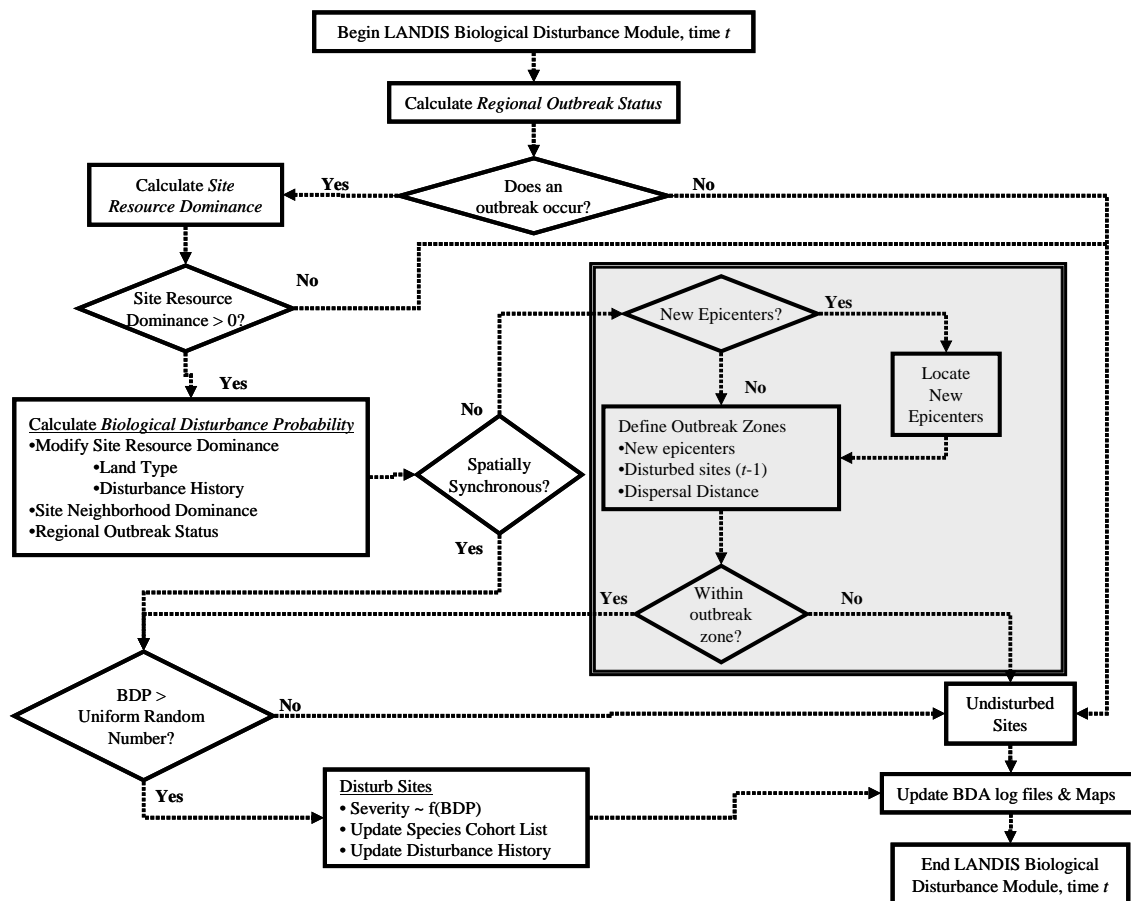 Begin LANDIS Biological Disturbance Module, time t
Calculate Regional Outbreak Status
Does an
outbreak occur?
Yes
No
Calculate Site
Resource Dominance
Site Resource
Dominance > 0?
No
Yes
Calculate Biological Disturbance Probability
•Modify Site Resource Dominance
•Land Type
•Disturbance History
•Site Neighborhood Dominance
•Regional Outbreak Status
Spatially
Synchronous?
No
Yes
New Epicenters?
Yes
No
Locate
New
Epicenters
Define Outbreak Zones
•New epicenters
•Disturbed sites (t-1)
•Dispersal Distance
Within
outbreak
zone?
Yes
No
BDP >
Uniform Random
Number?
No
Yes
Undisturbed
Sites
Disturb Sites
• Severity ~ f(BDP)
• Update Species Cohort List
• Update Disturbance History
Update BDA log files & Maps
End LANDIS Biological
Disturbance Module, time t